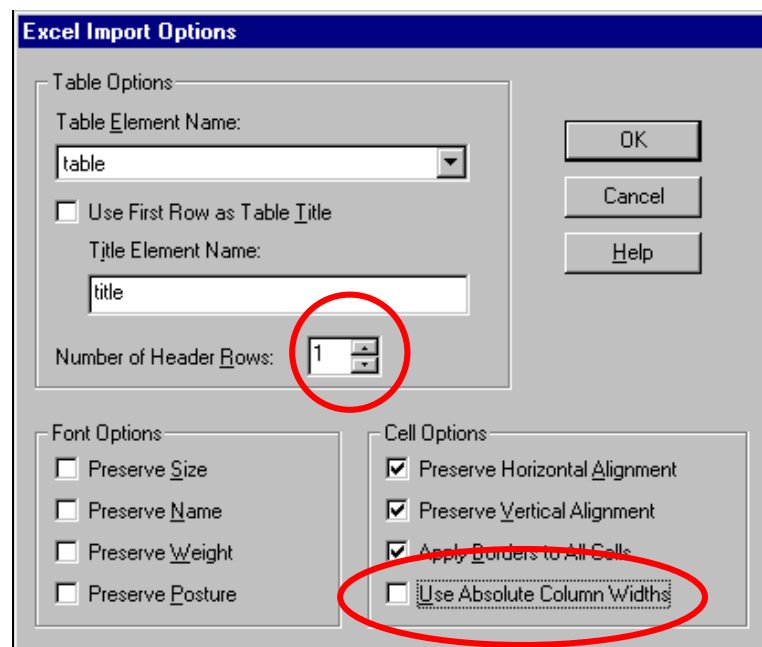 Excel Import Options
Table Options
Table Element Name:
table
Use First Row as Table Title
Title Element Name:
title
Number of Header Rows: 1
OK
Cancel
Help
Font Options
Preserve Size
Preserve Name
Preserve Weight
Preserve Posture
Cell Options
Preserve Horizontal Alignment
Preserve Vertical Alignment
Apply Borders to All Cells
Use Absolute Column Widths